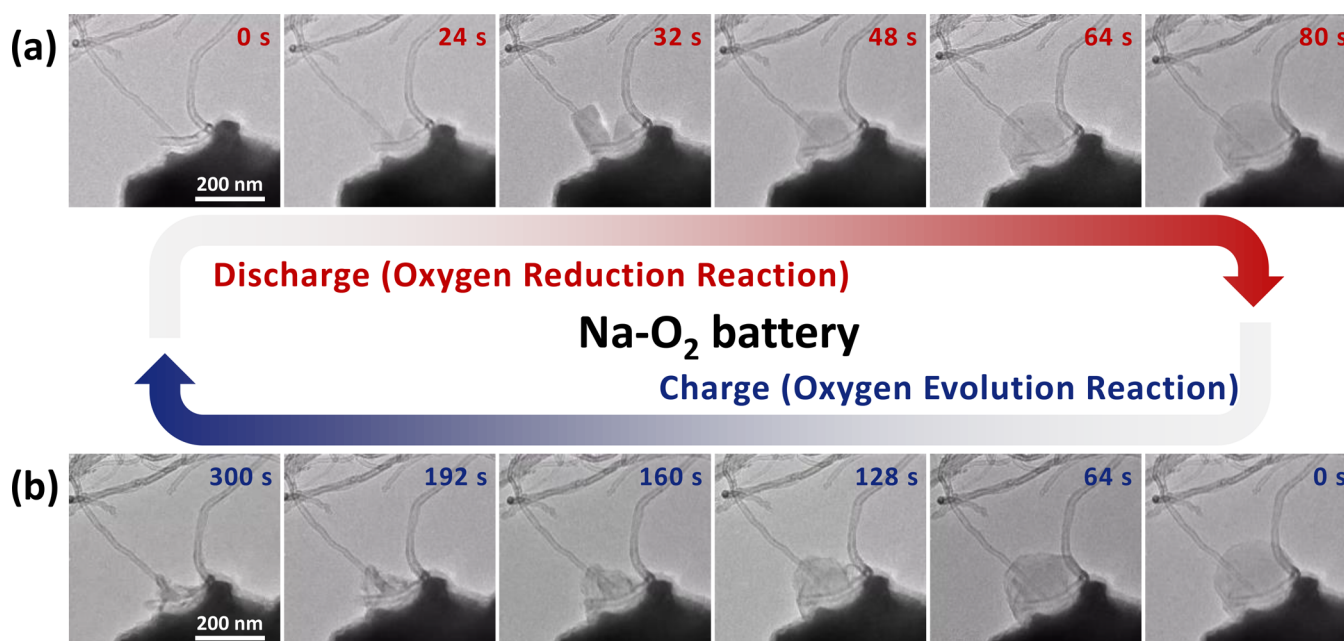 (a)
0 s
24 s
32 s
48 s
64 s
80 s
200 nm
Discharge (Oxygen Reduction Reaction)
Na-O₂ battery
Charge (Oxygen Evolution Reaction)
(b)
300 s
192 s
160 s
128 s
64 s
0 s
200 nm